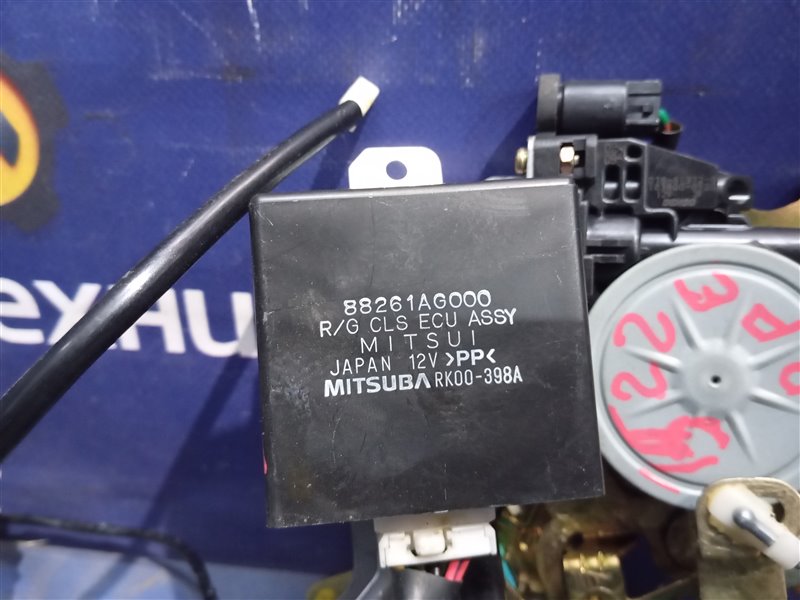 88261AG000
R/G CLS ECU ASSY
MITSUI
JAPAN 12V >PP<
MITSUBA RK00-398A